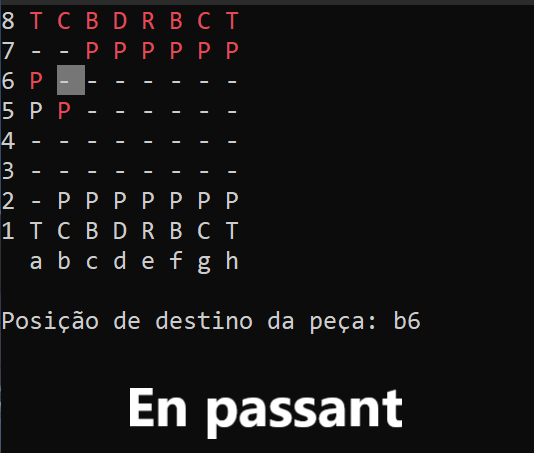 8 T C B D R B C T
7 - - P P P P P P
6 P - - - - - - -
5 P P - - - - - -
4 - - - - - - - -
3 - - - - - - - -
2 - P P P P P P P
1 T C B D R B C T
a b c d e f g h
Posição de destino da peça: b6
En passant